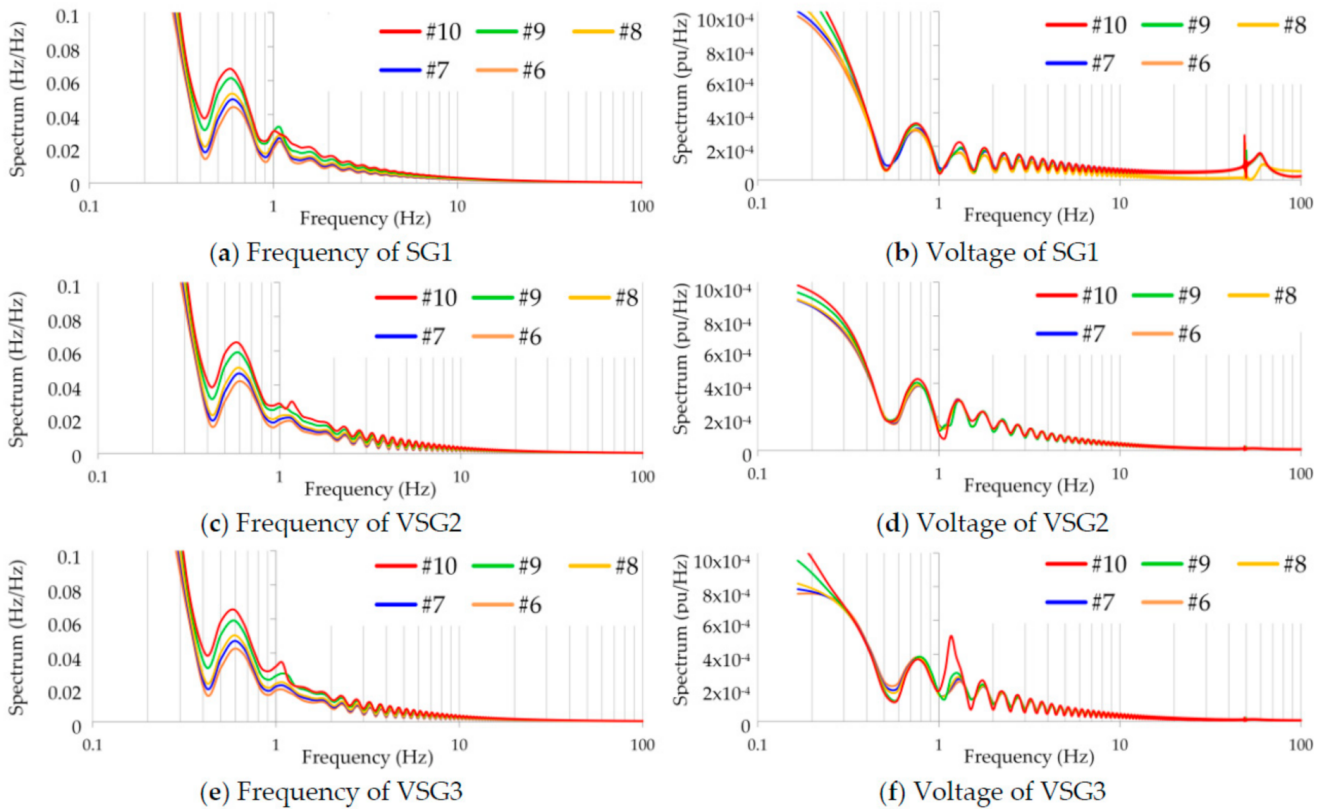 Spectrum (Hz/Hz)
0.1
0.08
0.06
0.04
0.02
0
#10 #9 #8
#7 #6
0.1 1 10 100
Frequency (Hz)
(a) Frequency of SG1
Spectrum (pu/Hz)
10x10-4
8x10-4
6x10-4
4x10-4
2x10-4
0
#10 #9 #8
#7 #6
0.1 1 10 100
Frequency (Hz)
(b) Voltage of SG1
Spectrum (Hz/Hz)
0.1
0.08
0.06
0.04
0.02
0
#10 #9 #8
#7 #6
0.1 1 10 100
Frequency (Hz)
(c) Frequency of VSG2
Spectrum (pu/Hz)
10x10-4
8x10-4
6x10-4
4x10-4
2x10-4
0
#10 #9 #8
#7 #6
0.1 1 10 100
Frequency (Hz)
(d) Voltage of VSG2
Spectrum (Hz/Hz)
0.1
0.08
0.06
0.04
0.02
0
#10 #9 #8
#7 #6
0.1 1 10 100
Frequency (Hz)
(e) Frequency of VSG3
Spectrum (pu/Hz)
10x10-4
8x10-4
6x10-4
4x10-4
2x10-4
0
#10 #9 #8
#7 #6
0.1 1 10 100
Frequency (Hz)
(f) Voltage of VSG3